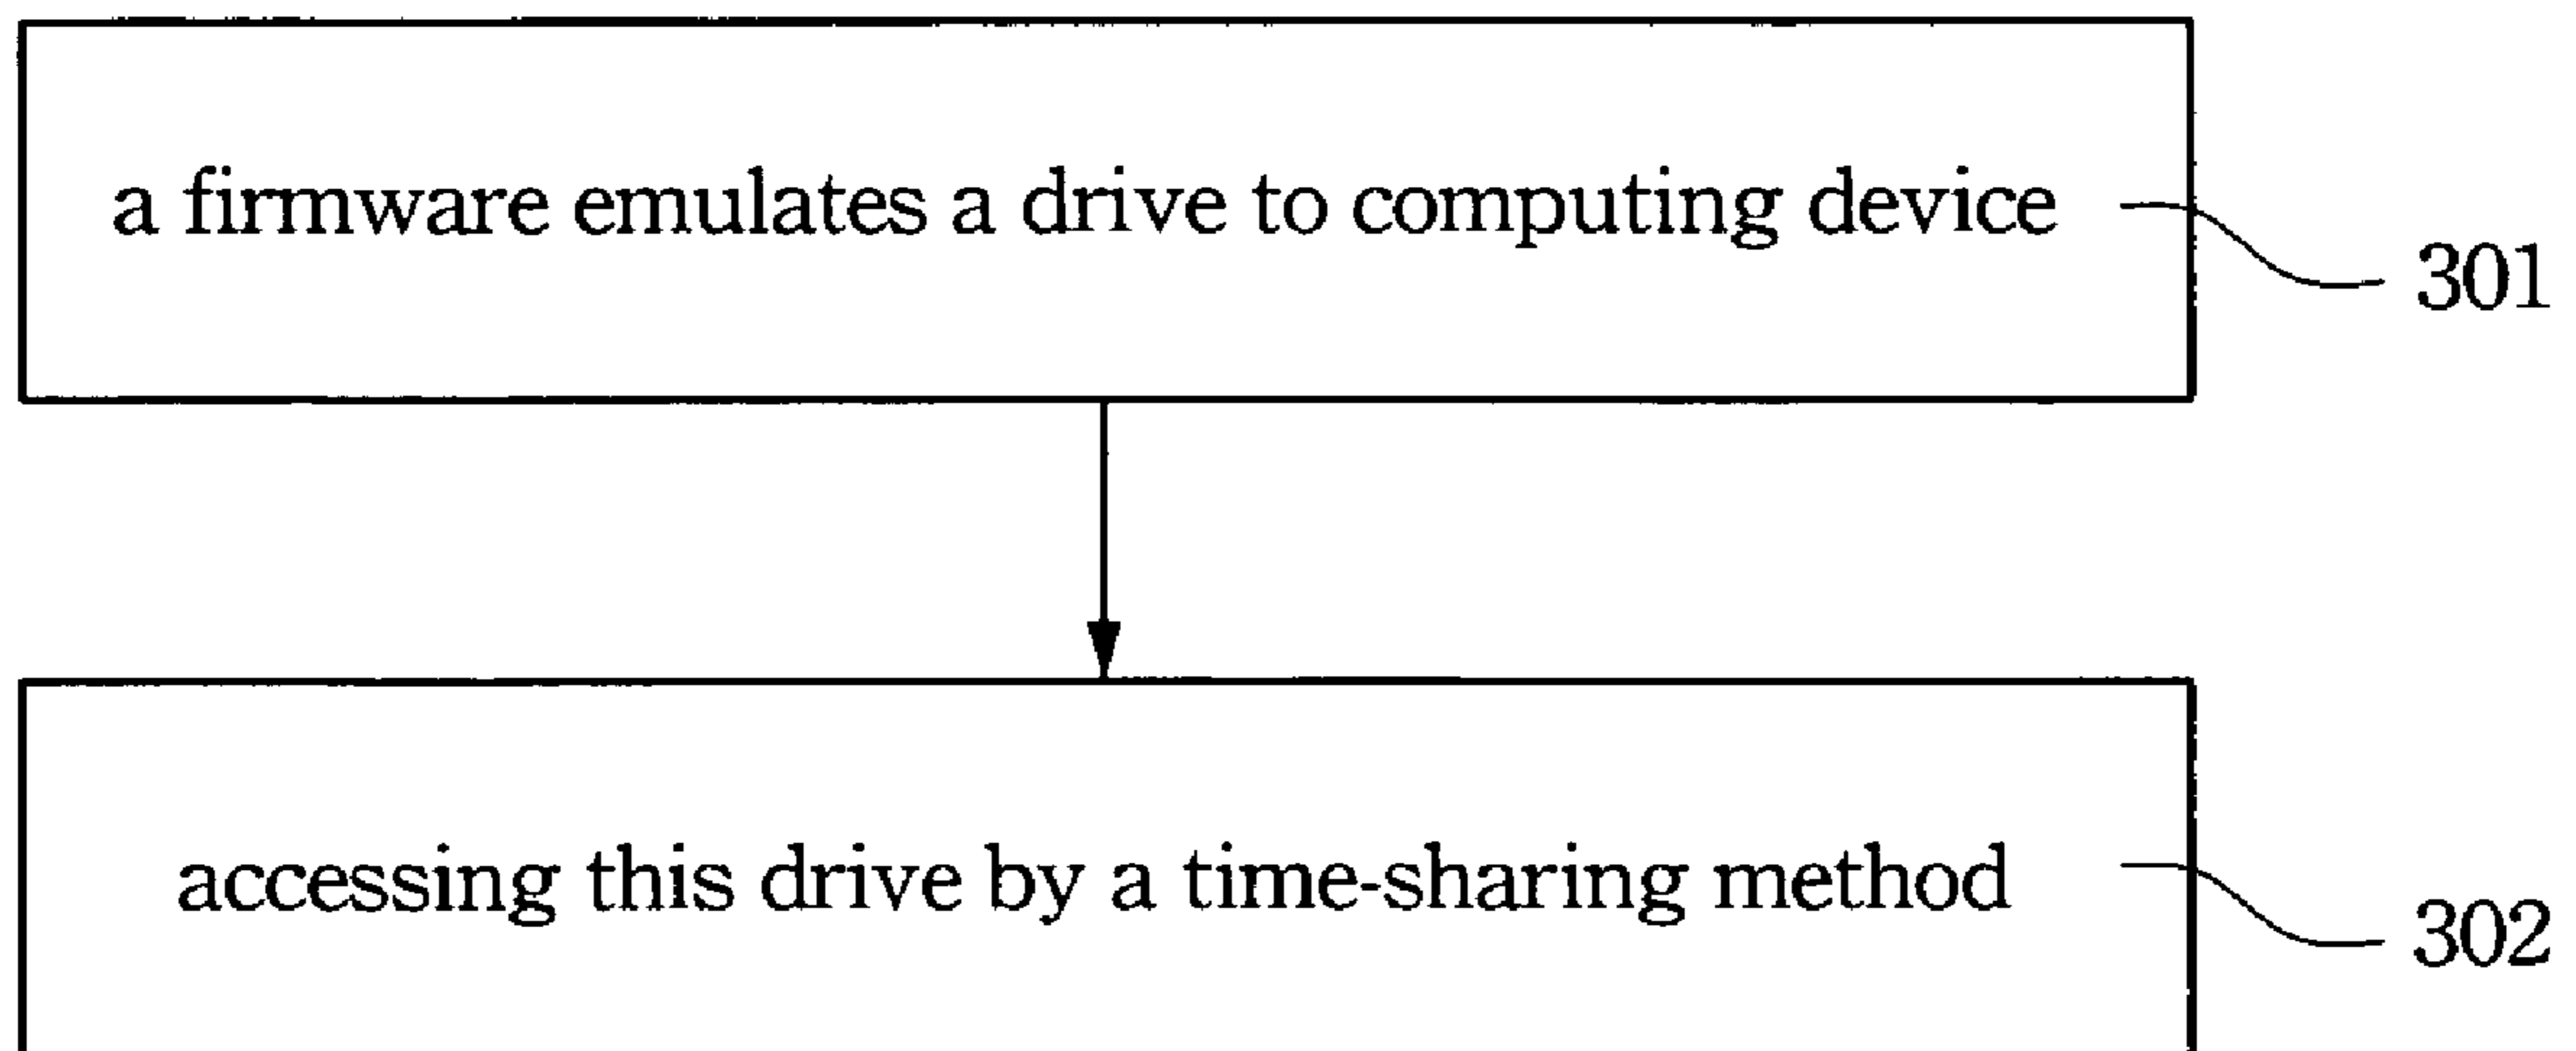 a firmware emulates a drive to computing device
301
accessing this drive by a time-sharing method
302